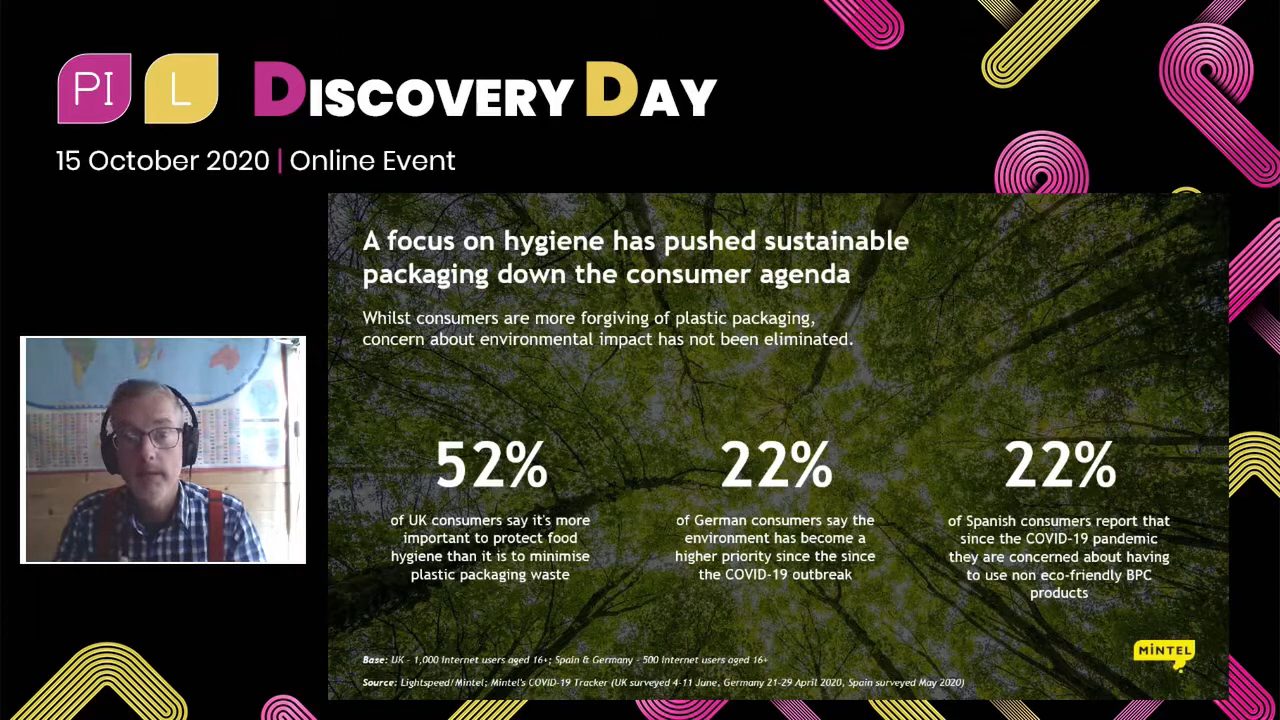 PI L DISCOVERY DAY
15 October 2020 | Online Event
A focus on hygiene has pushed sustainable
packaging down the consumer agenda
Whilst consumers are more forgiving of plastic packaging,
concern about environmental impact has not been eliminated.
52%
of UK consumers say it's more
important to protect food
hygiene than it is to minimise
plastic packaging waste
22%
of German consumers say the
environment has become a
higher priority since the since
the COVID-19 outbreak
22%
of Spanish consumers report that
since the COVID-19 pandemic
they are concerned about having
to use non eco-friendly BPC
products
Base: UK - 1,000 internet users aged 16+; Spain & Germany - 500 internet users aged 16+
Source: Lightspeed/Mintel; Mintel's COVID-19 Tracker (UK surveyed 4-11 June, Germany 21-29 April 2020, Spain surveyed May 2020)
MINTEL